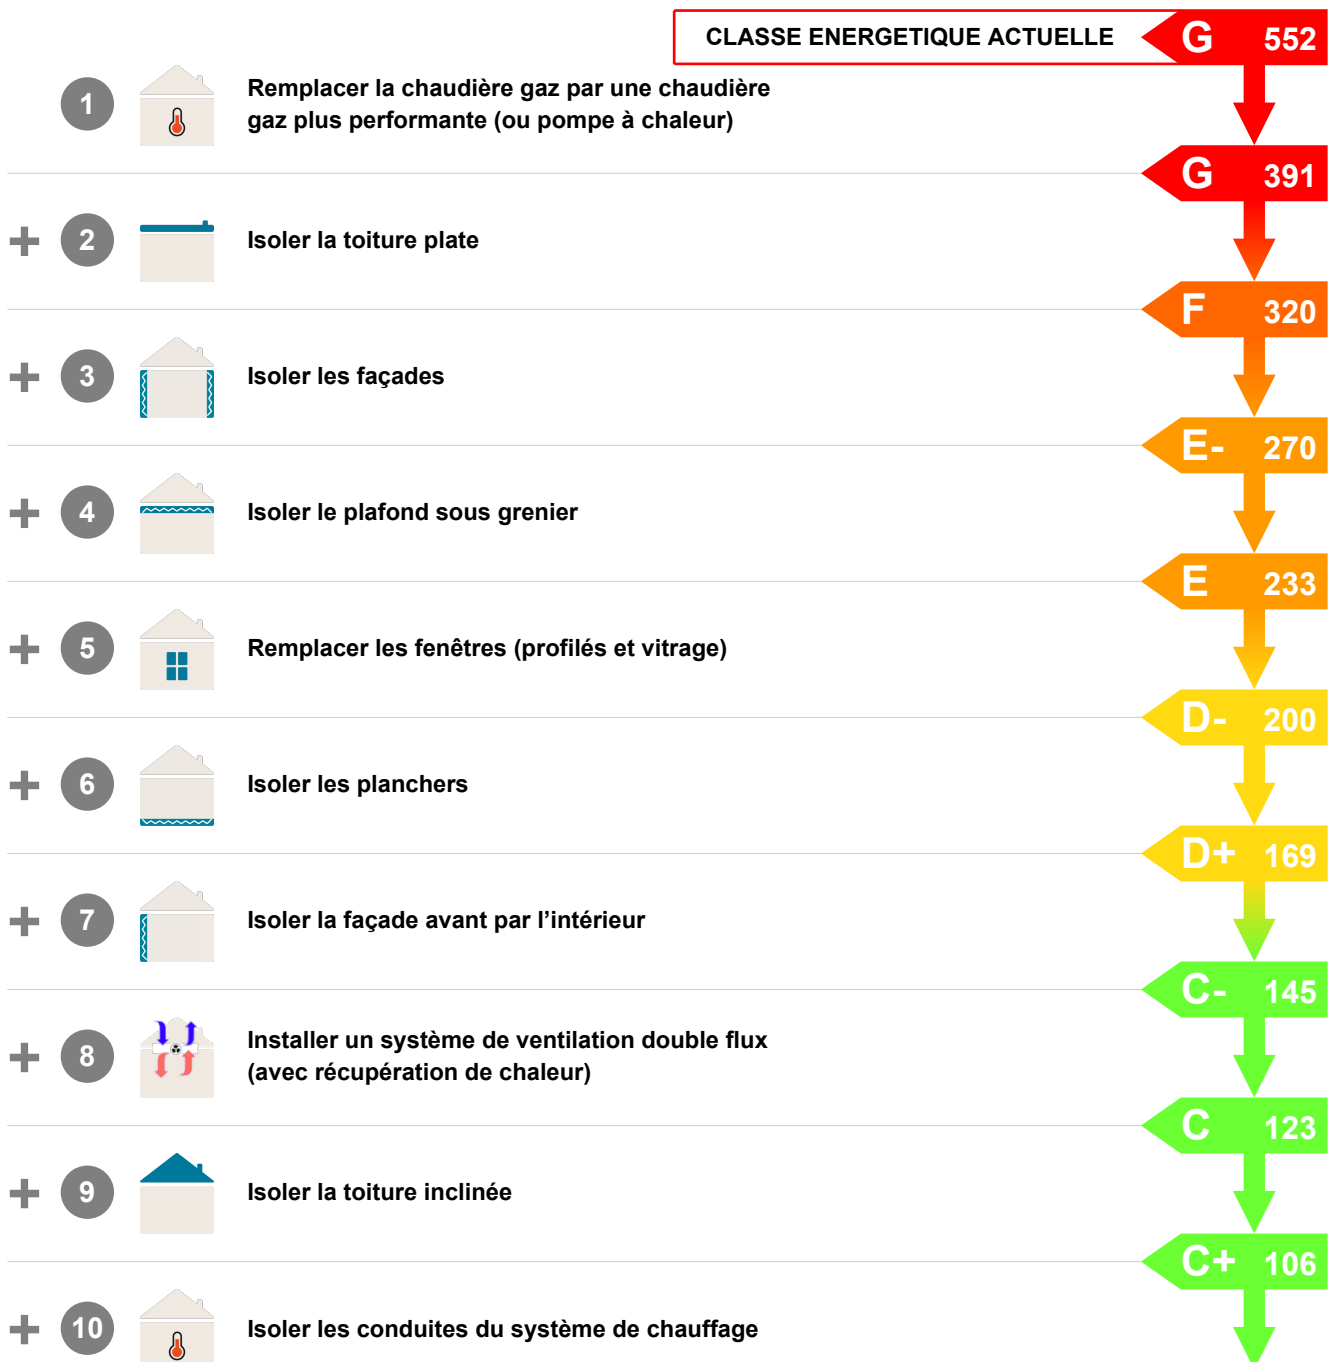 CLASSE ENERGETIQUE ACTUELLE G 552
1 Remplacer la chaudière gaz par une chaudière
gaz plus performante (ou pompe à chaleur)
G 391
+ 2 Isoler la toiture plate
F 320
+ 3 Isoler les façades
E- 270
+ 4 Isoler le plafond sous grenier
E 233
+ 5 Remplacer les fenêtres (profilés et vitrage)
D- 200
+ 6 Isoler les planchers
D+ 169
+ 7 Isoler la façade avant par l’intérieur
C- 145
+ 8 Installer un système de ventilation double flux
(avec récupération de chaleur)
C 123
+ 9 Isoler la toiture inclinée
C+ 106
+ 10 Isoler les conduites du système de chauffage